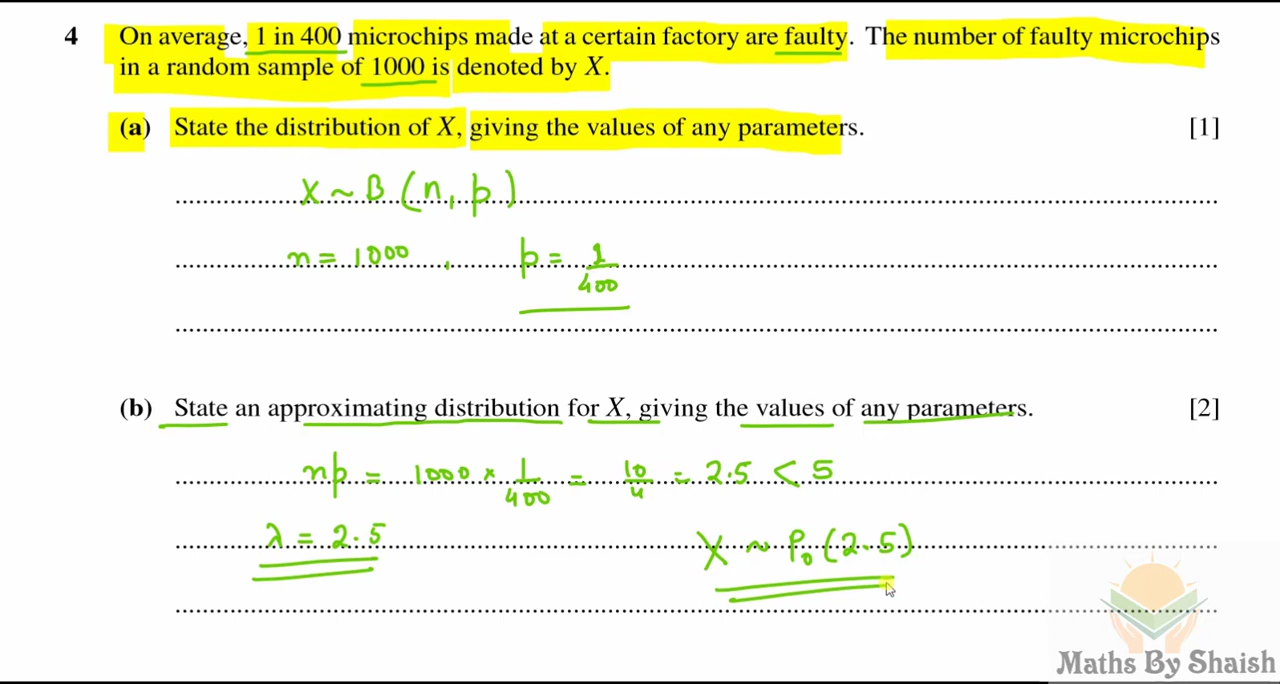 4 On average, 1 in 400 microchips made at a certain factory are faulty. The number of faulty microchips
in a random sample of 1000 is denoted by X.
(a) State the distribution of X, giving the values of any parameters. [1]
X ~ B (n, p)
n = 1000 , p = 1/400
(b) State an approximating distribution for X, giving the values of any parameters. [2]
np = 1000 × 1/400 = 10/4 = 2.5 < 5
λ = 2.5 X ~ Po (2.5)
Maths By Shaish